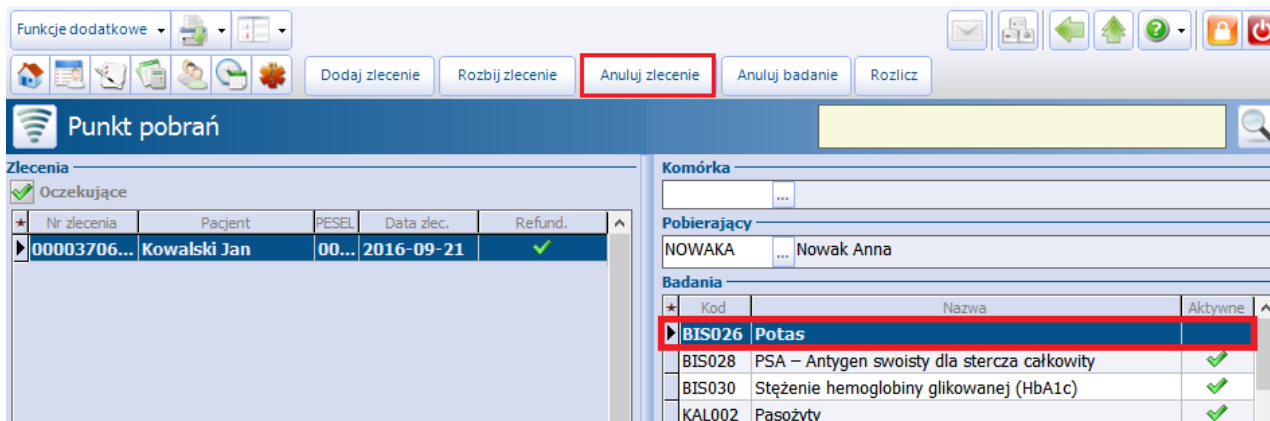 Funkcje dodatkowe
Dodaj zlecenie Rozbij zlecenie Anuluj zlecenie Anuluj badanie Rozlicz
Punkt pobrań
Zlecenia
Oczekujące
Nr zlecenia Pacjent PESEL Data zlec. Refund.
00003706... Kowalski Jan 00... 2016-09-21
Komórka
...
Pobierający
NOWAKA ... Nowak Anna
Badania
Kod Nazwa Aktywne
BIS026 Potas
BIS028 PSA – Antygen swoisty dla stercza całkowity
BIS030 Stężenie hemoglobiny glikowanej (HbA1c)
KAL002 Pasożyty